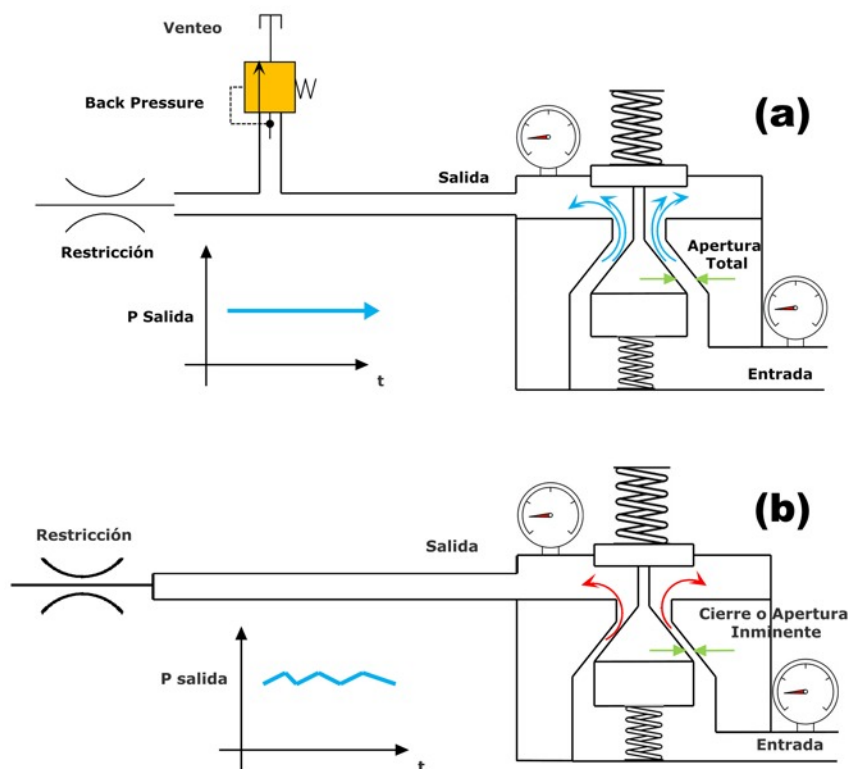 Venteo
(a)
Back Pressure
Salida
Restricción
Apertura
Total
P Salida
Entrada
t
(b)
Restricción
Salida
Cierre o Apertura
Inminente
P salida
Entrada
t